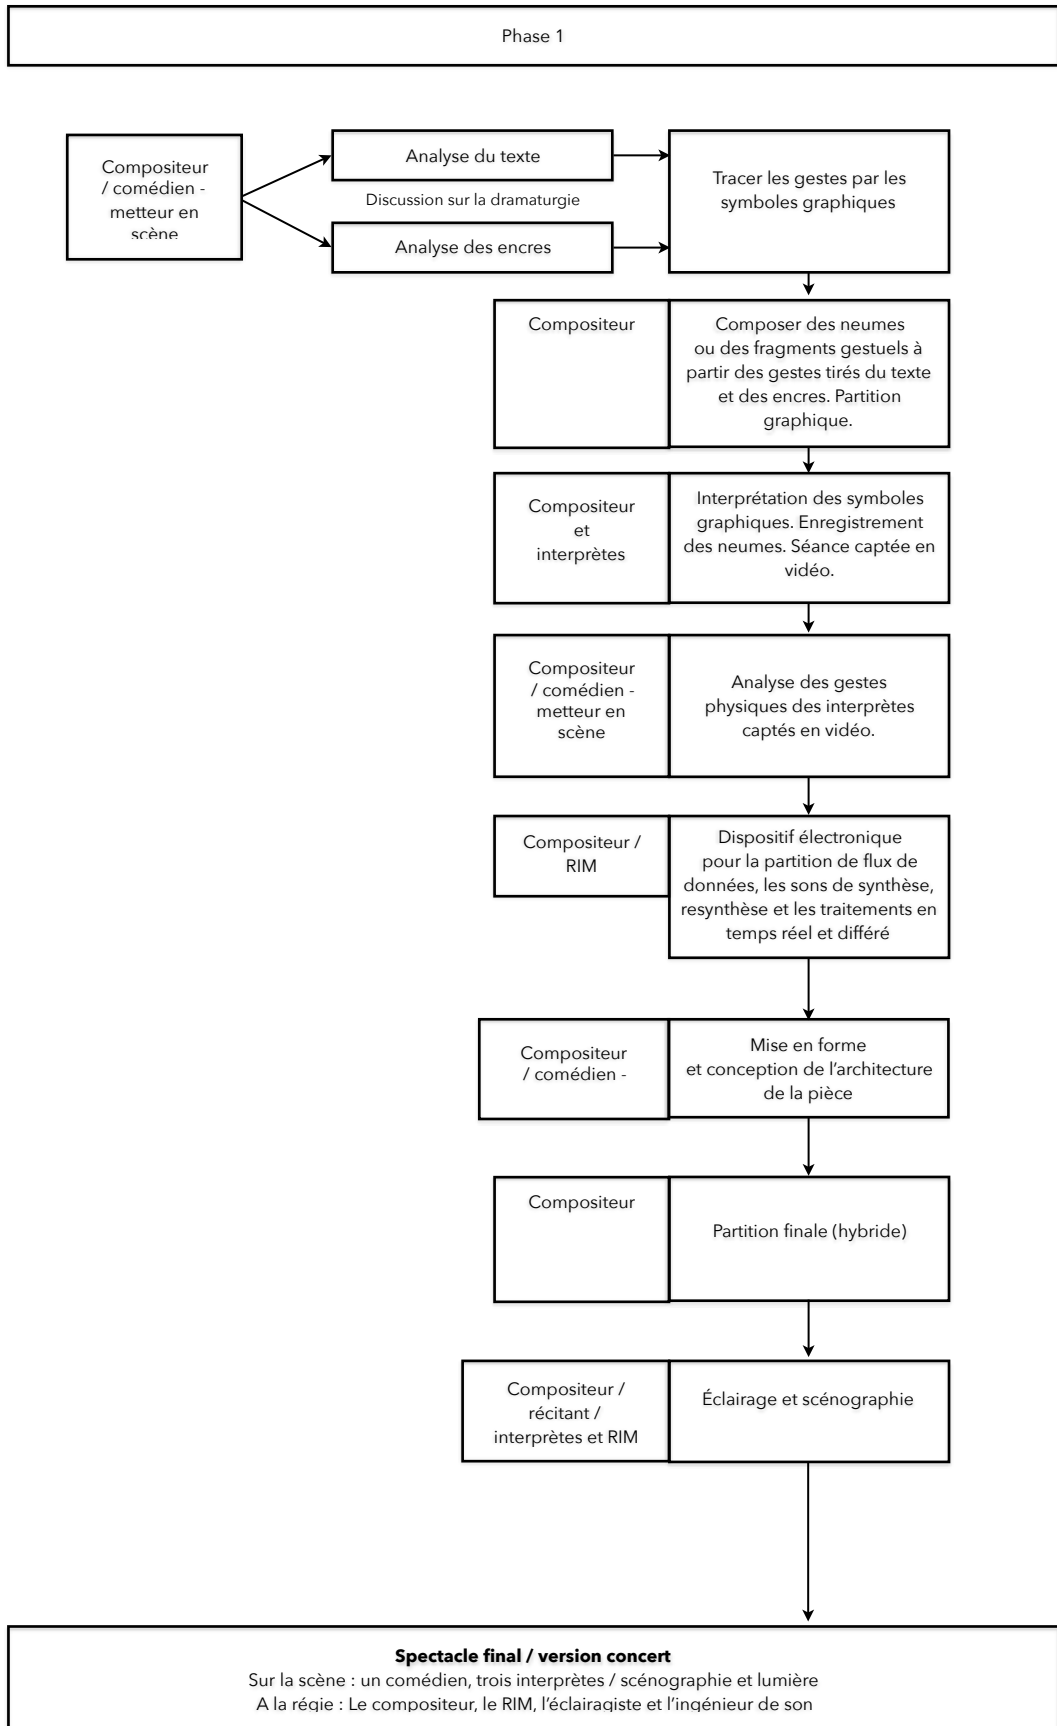 Phase 1
Compositeur
/ comédien -
metteur en
scène
Analyse du texte
Discussion sur la dramaturgie
Analyse des encres
Tracer les gestes par les
symboles graphiques
Compositeur
Composer des neumes
ou des fragments gestuels à
partir des gestes tirés du texte
et des encres. Partition
graphique.
Compositeur
et
interprètes
Interprétation des symboles
graphiques. Enregistrement
des neumes. Séance captée en
vidéo.
Compositeur
/ comédien -
metteur en
scène
Analyse des gestes
physiques des interprètes
captés en vidéo.
Compositeur /
RIM
Dispositif électronique
pour la partition de flux de
données, les sons de synthèse,
resynthèse et les traitements en
temps réel et différé
Compositeur
/ comédien -
Mise en forme
et conception de l’architecture
de la pièce
Compositeur
Partition finale (hybride)
Compositeur /
récitant /
interprètes et RIM
Éclairage et scénographie
Spectacle final / version concert
Sur la scène : un comédien, trois interprètes / scénographie et lumière
A la régie : Le compositeur, le RIM, l’éclairagiste et l’ingénieur de son